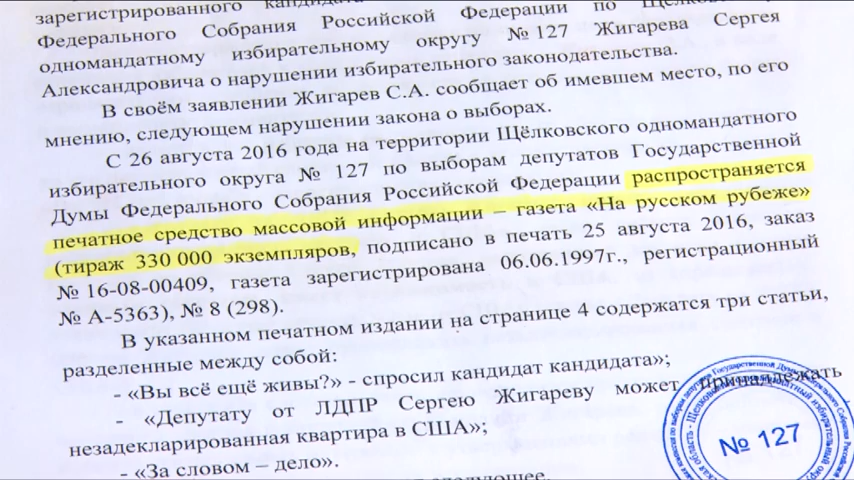 зарегистрированного кандидата
Федерального Собрания Российской Федерации по
одномандатному избирательному округу № 127 Жигарева Сергея
Александровича о нарушении избирательного законодательства.
В своём заявлении Жигарев С.А. сообщает об имевшем место, по его
мнению, следующем нарушении закона о выборах.
С 26 августа 2016 года на территории Щёлковского одномандатного
избирательного округа № 127 по выборам депутатов Государственной
Думы Федерального Собрания Российской Федерации распространяется
печатное средство массовой информации – газета «На русском рубеже»
(тираж 330 000 экземпляров, подписано в печать 25 августа 2016, заказ
№ 16-08-00409, газета зарегистрирована 06.06.1997г., регистрационный
№ А-5363), № 8 (298).
В указанном печатном издании на странице 4 содержатся три статьи,
разделенные между собой:
- «Вы всё ещё живы?» - спросил кандидат кандидата»;
- «Депутату от ЛДПР Сергею Жигареву может принадлежать
незадекларированная квартира в США»;
- «За словом – дело».
следующее.
№ 127